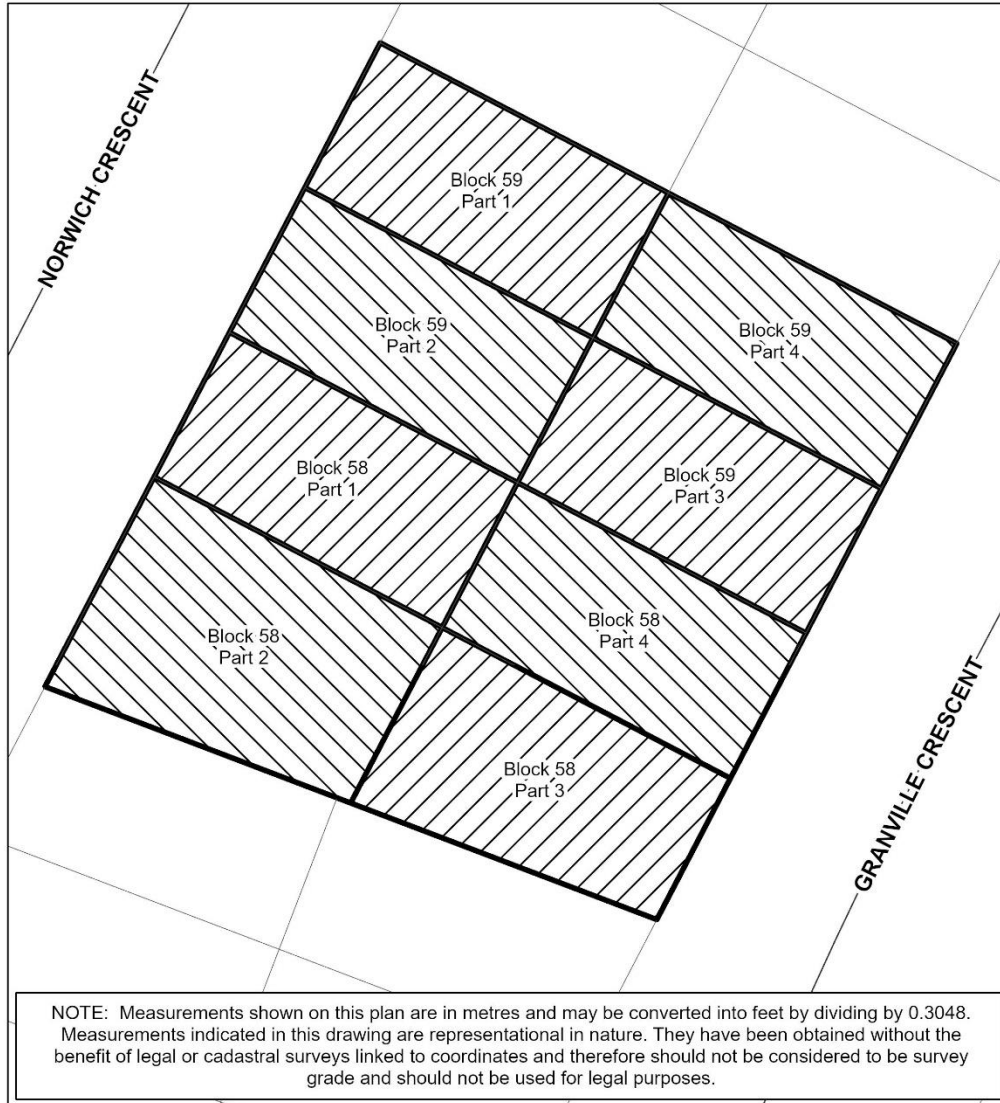 NORWICH CRESCENT
Block 59
Part 1
Block 59
Part 2
Block 59
Part 4
Block 58
Part 1
Block 59
Part 3
Block 58
Part 2
Block 58
Part 4
Block 58
Part 3
GRANVILLE CRESCENT
NOTE: Measurements shown on this plan are in metres and may be converted into feet by dividing by 0.3048.
Measurements indicated in this drawing are representational in nature. They have been obtained without the
benefit of legal or cadastral surveys linked to coordinates and therefore should not be considered to be survey
grade and should not be used for legal purposes.